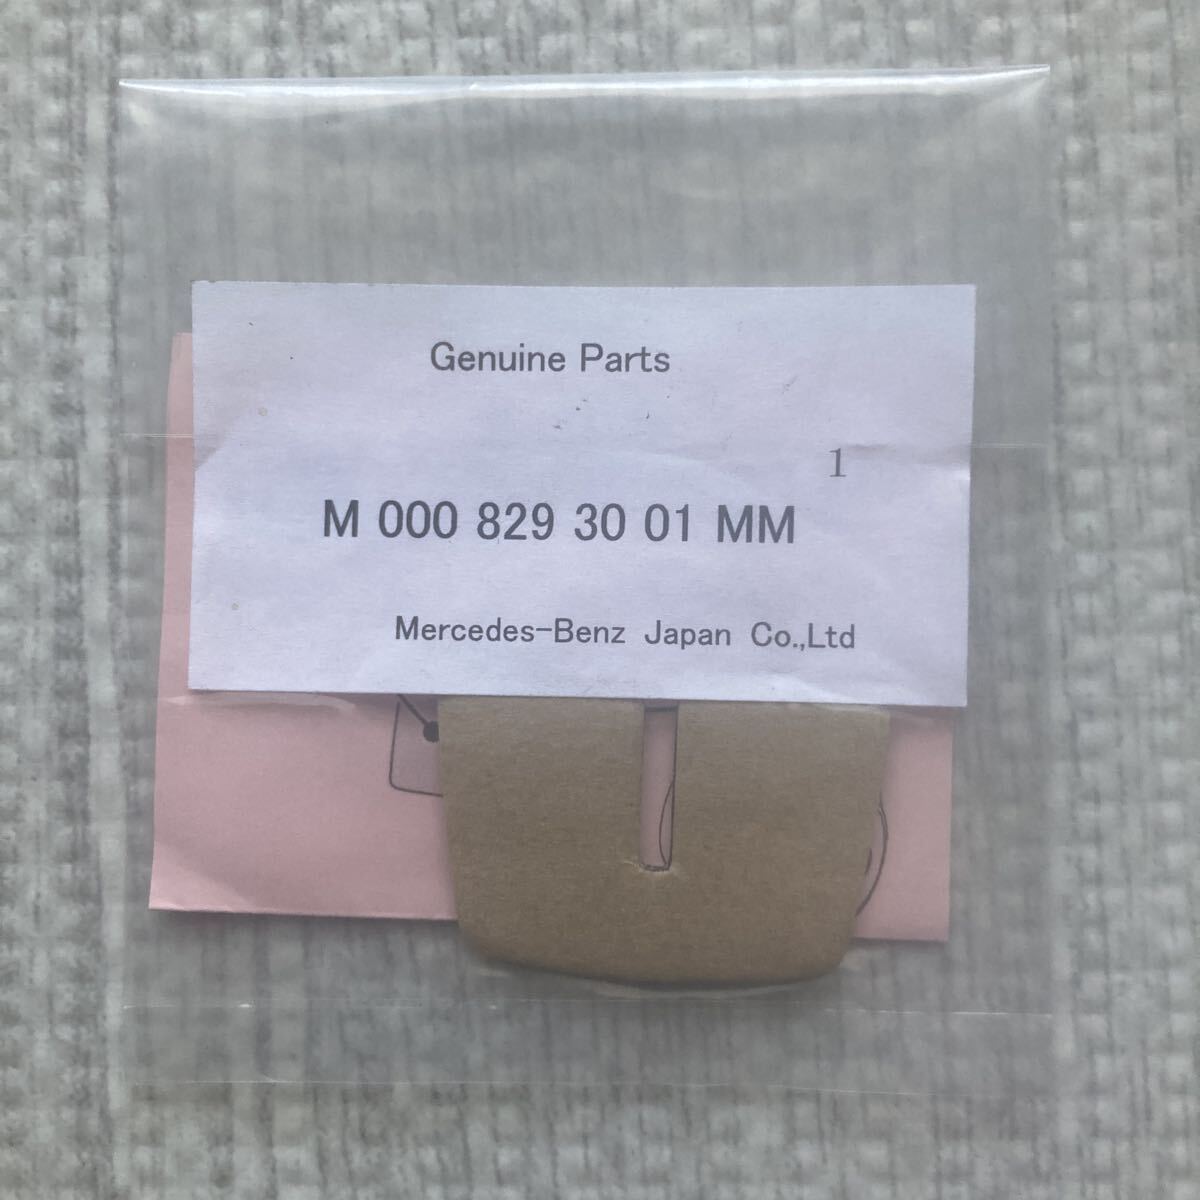 Genuine Parts
1
M 000 829 30 01 MM
Mercedes-Benz Japan Co.,Ltd